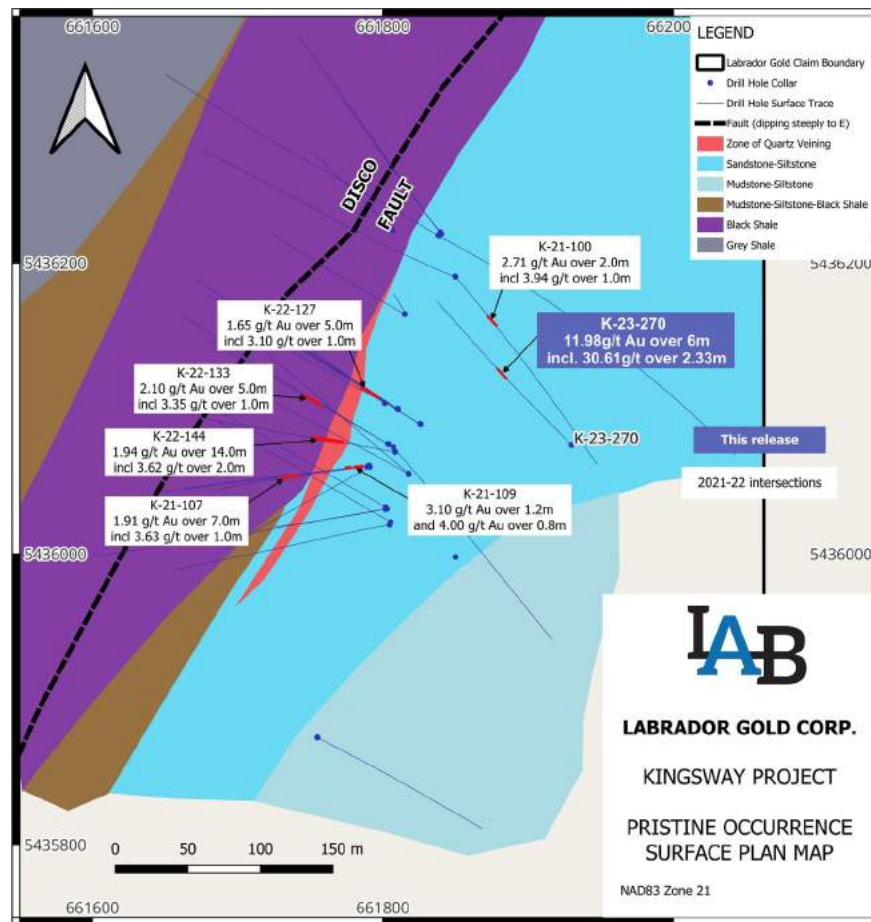 661600
661800
66200
LEGEND
Labrador Gold Claim Boundary
Drill Hole Collar
Drill Hole Surface Trace
Fault (dipping steeply to E)
Zone of Quartz Veining
Sandstone-Siltstone
Mudstone-Siltstone
Mudstone-Siltstone-Black Shale
Black Shale
Grey Shale
DISCO
FAULT
5436200
5436200
K-21-100
2.71 g/t Au over 2.0m
incl 3.94 g/t over 1.0m
K-22-127
1.65 g/t Au over 5.0m
incl 3.10 g/t over 1.0m
K-23-270
11.98g/t Au over 6m
incl. 30.61g/t over 2.33m
K-22-133
2.10 g/t Au over 5.0m
incl 3.35 g/t over 1.0m
K-22-144
1.94 g/t Au over 14.0m
incl 3.62 g/t over 2.0m
K-23-270
This release
2021-22 intersections
K-21-107
1.91 g/t Au over 7.0m
incl 3.63 g/t over 1.0m
K-21-109
3.10 g/t Au over 1.2m
and 4.00 g/t Au over 0.8m
5436000
5436000
LAB
LABRADOR GOLD CORP.
KINGSWAY PROJECT
PRISTINE OCCURRENCE
SURFACE PLAN MAP
NAD83 Zone 21
5435800
0 50 100 150 m
661600
661800